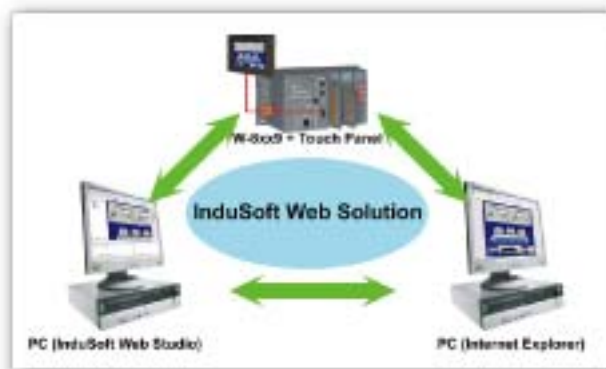 W-8xx9 + Touch Panel
InduSoft Web Solution
PC (InduSoft Web Studio)
PC (Internet Explorer)